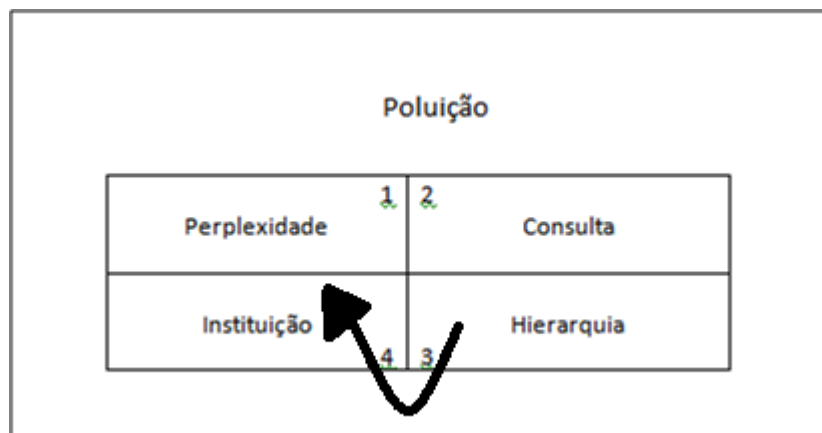 Poluição
1 2
Perplexidade Consulta
Instituição Hierarquia
4 3